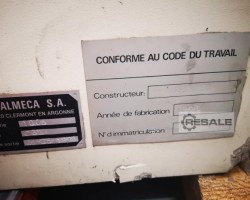 ALMECA S.A.
CLERMONT EN ARGONNE
CONFORME AU CODE DU TRAVAIL
Constructeur:
Année de fabrication
N° d'immatriculation
RESALE